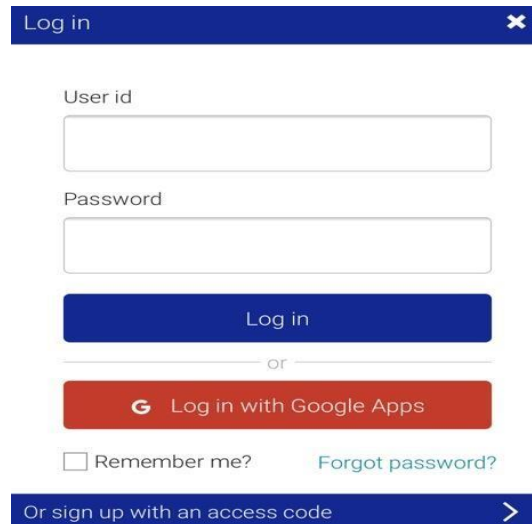 Log in
User id
Password
Log in
or
G Log in with Google Apps
Remember me? Forgot password?
Or sign up with an access code